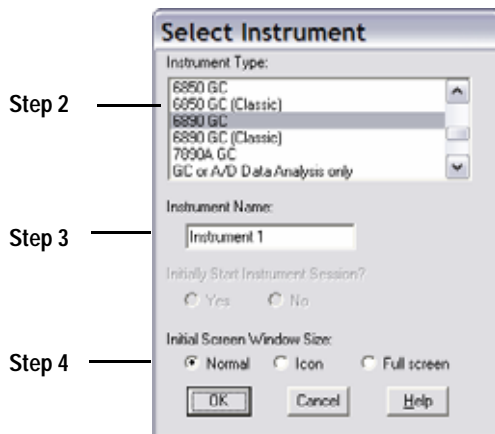 Select Instrument
Instrument Type:
6850 GC
6850 GC (Classic)
6890 GC
6890 GC (Classic)
7890A GC
GC or A/D Data Analysis only
Step 2
Instrument Name:
Instrument 1
Step 3
Initially Start Instrument Session?
Yes No
Initial Screen Window Size:
Step 4
Normal Icon Full screen
OK Cancel Help